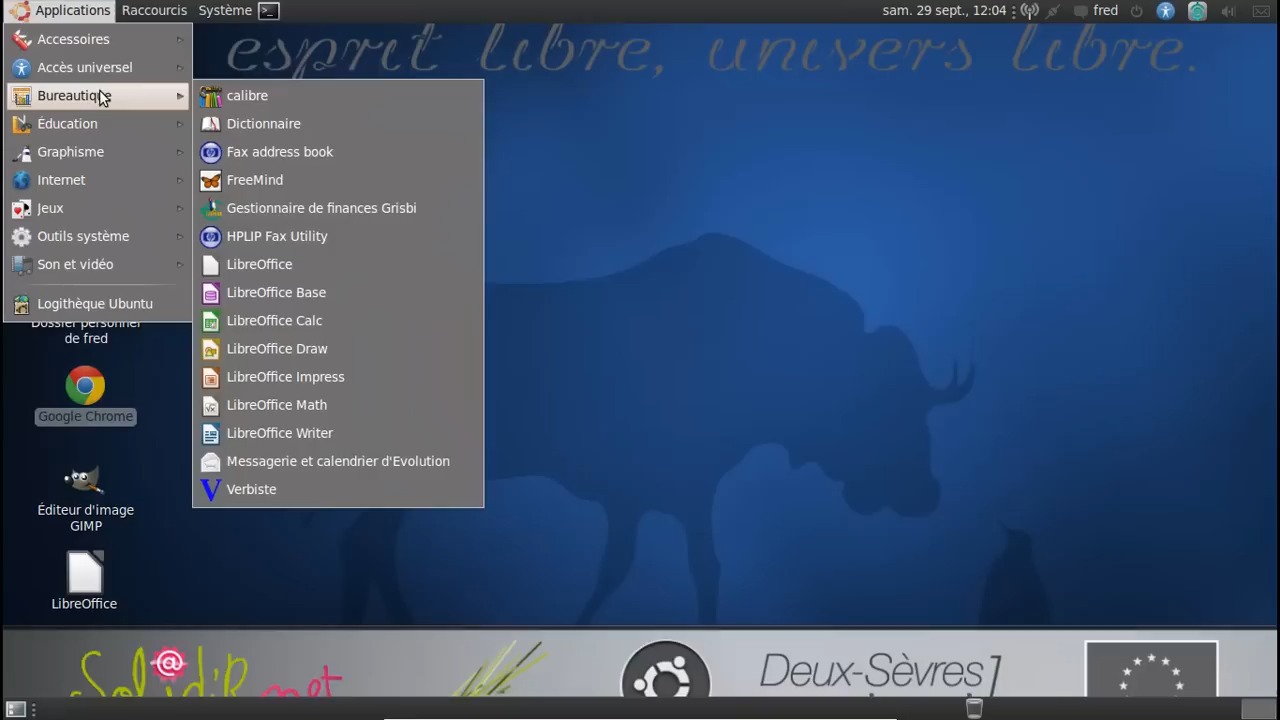 Applications Raccourcis Système sam. 29 sept., 12:04 fred
esprit libre, univers libre.
Accessoires
Accès universel
Bureautique
Éducation
Graphisme
Internet
Jeux
Outils système
Son et vidéo
Logithèque Ubuntu
calibre
Dictionnaire
Fax address book
FreeMind
Gestionnaire de finances Grisbi
HPLIP Fax Utility
LibreOffice
LibreOffice Base
LibreOffice Calc
LibreOffice Draw
LibreOffice Impress
LibreOffice Math
LibreOffice Writer
Messagerie et calendrier d'Evolution
Verbiste
Dossier personnel
de fred
Google Chrome
Éditeur d'image
GIMP
LibreOffice
Solid@R net
Deux-Sèvres]